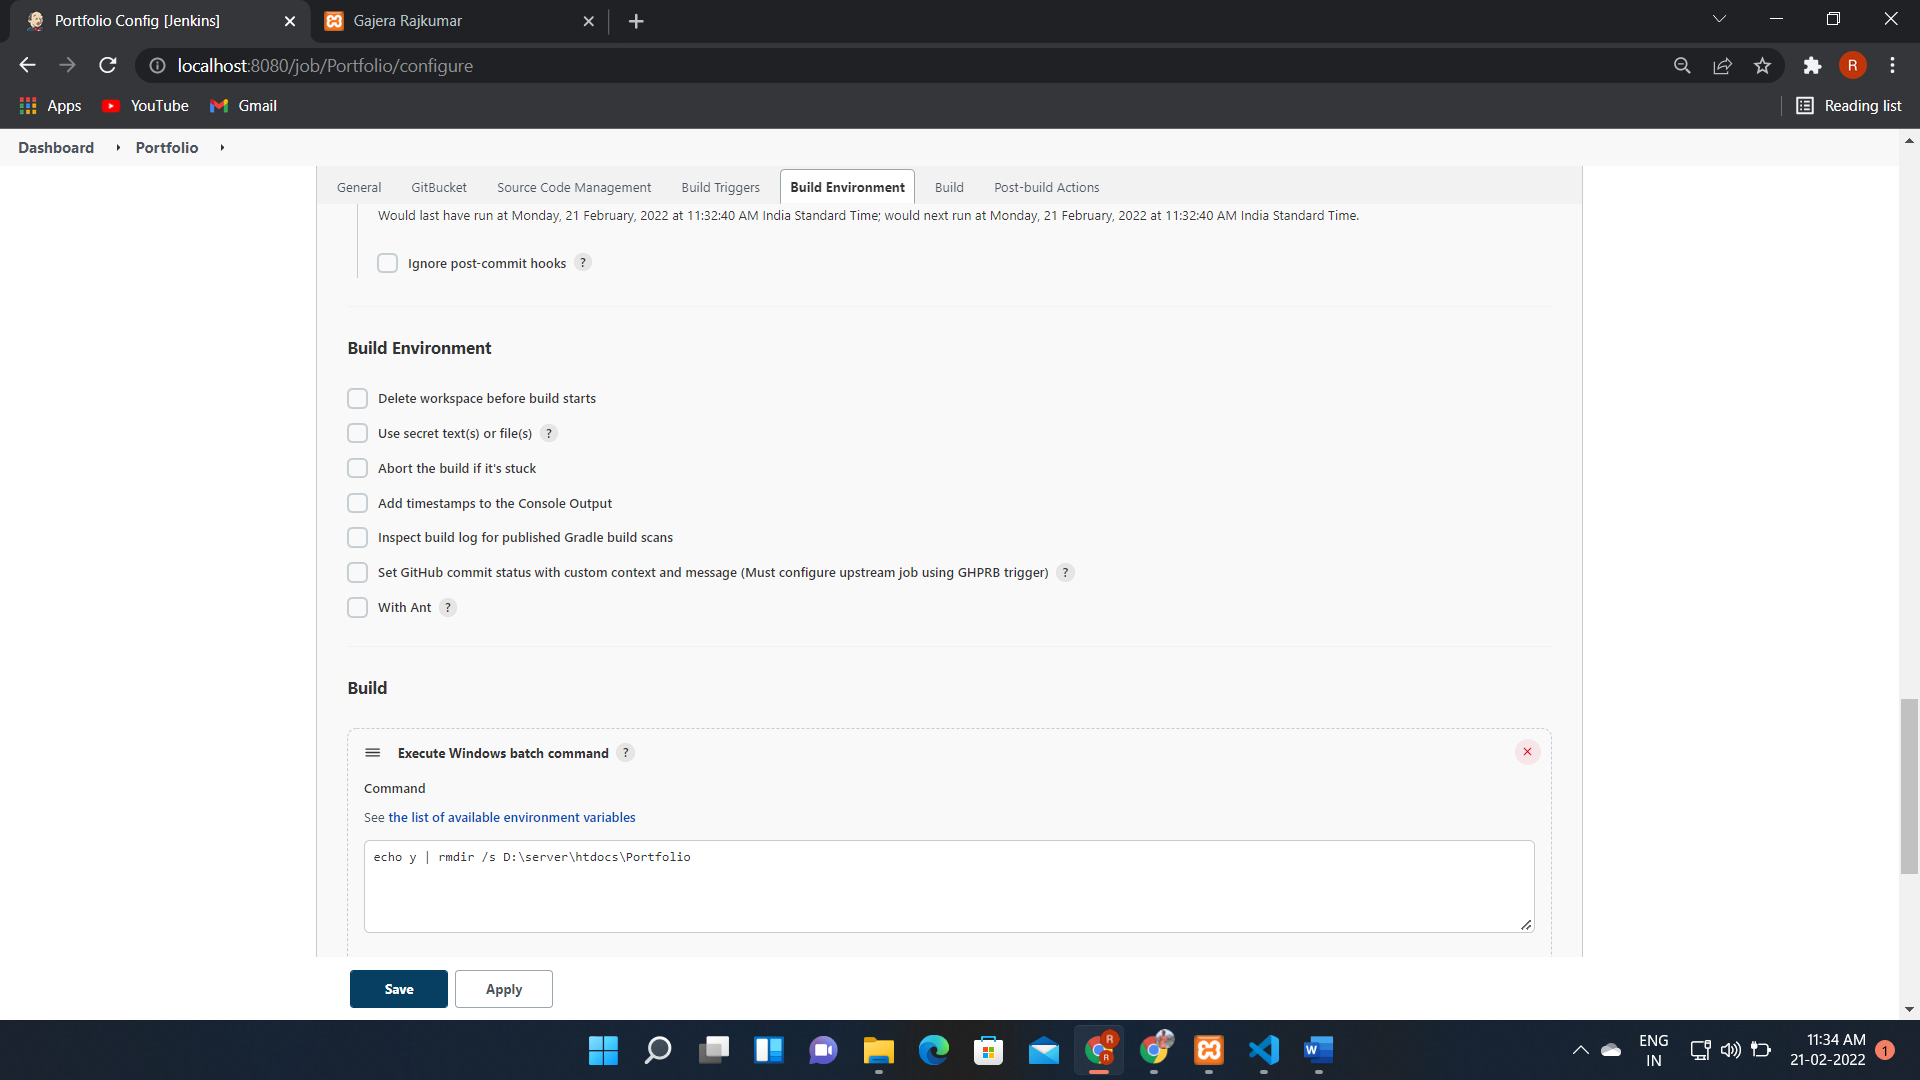 Portfolio Config [Jenkins]
Gajera Rajkumar
localhost:8080/job/Portfolio/configure
R
Apps
YouTube
Gmail
Reading list
Dashboard
Portfolio
General
GitBucket
Source Code Management
Build Triggers
Build Environment
Build
Post-build Actions
Would last have run at Monday, 21 February, 2022 at 11:32:40 AM India Standard Time; would next run at Monday, 21 February, 2022 at 11:32:40 AM India Standard Time.
Ignore post-commit hooks ?
Build Environment
Delete workspace before build starts
Use secret text(s) or file(s) ?
Abort the build if it's stuck
Add timestamps to the Console Output
Inspect build log for published Gradle build scans
Set GitHub commit status with custom context and message (Must configure upstream job using GHPRB trigger) ?
With Ant ?
Build
Execute Windows batch command ?
Command
See the list of available environment variables
echo y | rmdir /s D:\server\htdocs\Portfolio
Save
Apply
R
R
W
ENG
IN
11:34 AM
21-02-2022
1